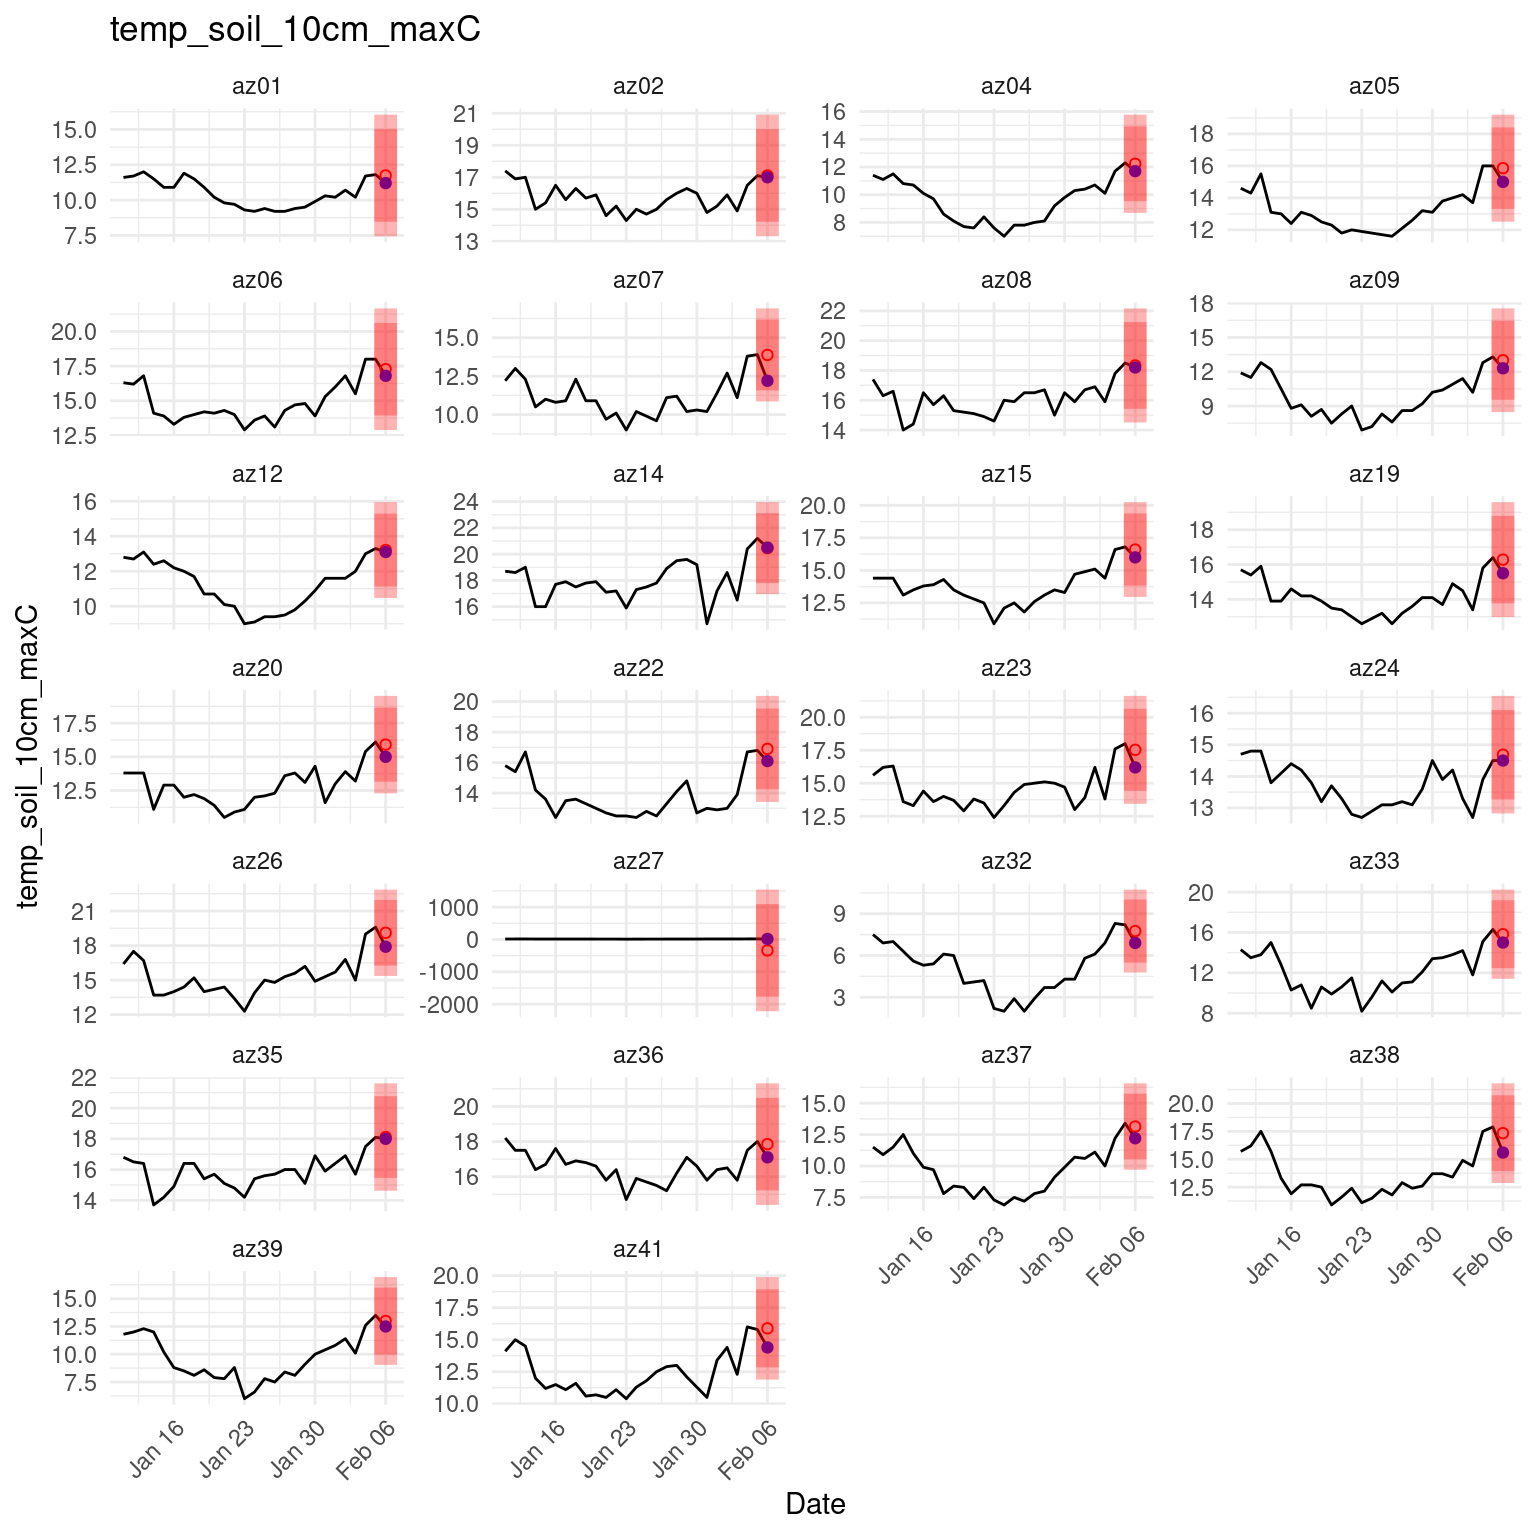 temp_soil_10cm_maxC
az01 az02 az04 az05
15.0 12.5 10.0 7.5
21 19 17 15 13
16 14 12 10 8
18 16 14 12
az06 az07 az08 az09
20.0 17.5 15.0 12.5
15.0 12.5 10.0
22 20 18 16 14
18 15 12 9
az12 az14 az15 az19
16 14 12 10
24 22 20 18 16
20.0 17.5 15.0 12.5
18 16 14
az20 az22 az23 az24
17.5 15.0 12.5
20 18 16 14
20.0 17.5 15.0 12.5
16 15 14 13
az26 az27 az32 az33
21 18 15 12
1000 0 -1000 -2000
9 6 3
20 16 12 8
az35 az36 az37 az38
22 20 18 16 14
20 18 16
15.0 12.5 10.0 7.5
20.0 17.5 15.0 12.5
Jan 16 Jan 23 Jan 30 Feb 06
Jan 16 Jan 23 Jan 30 Feb 06
az39 az41
15.0 12.5 10.0 7.5
20.0 17.5 15.0 12.5 10.0
Jan 16 Jan 23 Jan 30 Feb 06
Jan 16 Jan 23 Jan 30 Feb 06
temp_soil_10cm_maxC
Date